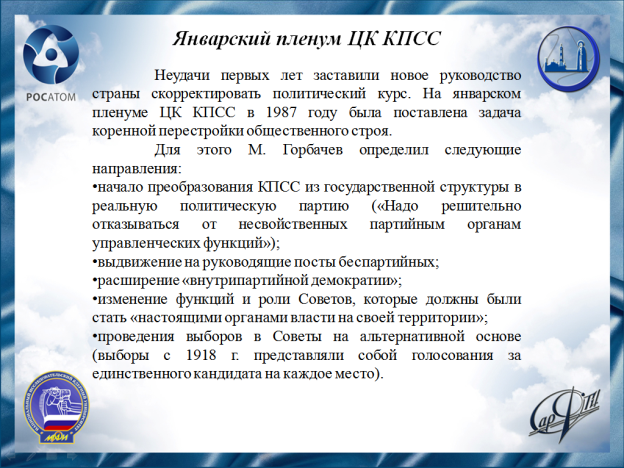 Январский пленум ЦК КПСС
РОСАТОМ
Неудачи первых лет заставили новое руководство
страны скорректировать политический курс. На январском
пленуме ЦК КПСС в 1987 году была поставлена задача
коренной перестройки общественного строя.
Для этого М. Горбачев определил следующие
направления:
•начало преобразования КПСС из государственной структуры в
реальную политическую партию («Надо решительно
отказываться от несвойственных партийным органам
управленческих функций»);
•выдвижение на руководящие посты беспартийных;
•расширение «внутрипартийной демократии»;
•изменение функций и роли Советов, которые должны были
стать «настоящими органами власти на своей территории»;
•проведения выборов в Советы на альтернативной основе
(выборы с 1918 г. представляли собой голосования за
единственного кандидата на каждое место).
МИФИ
СарФТИ